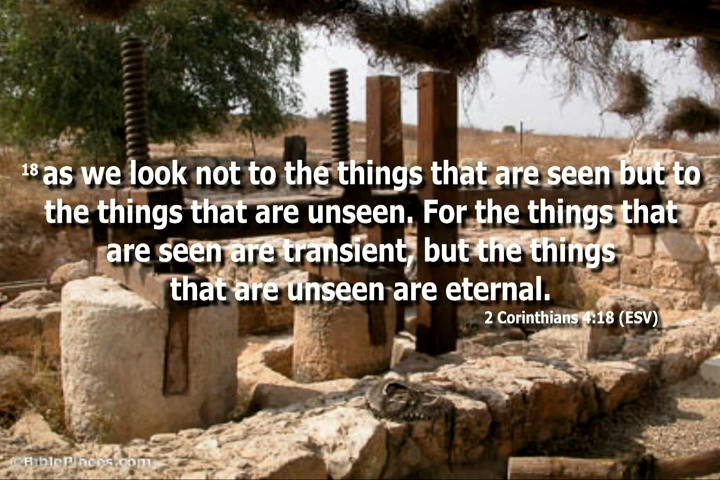 18 as we look not to the things that are seen but to
the things that are unseen. For the things that
are seen are transient, but the things
that are unseen are eternal.
2 Corinthians 4:18 (ESV)
©BiblePlaces.com